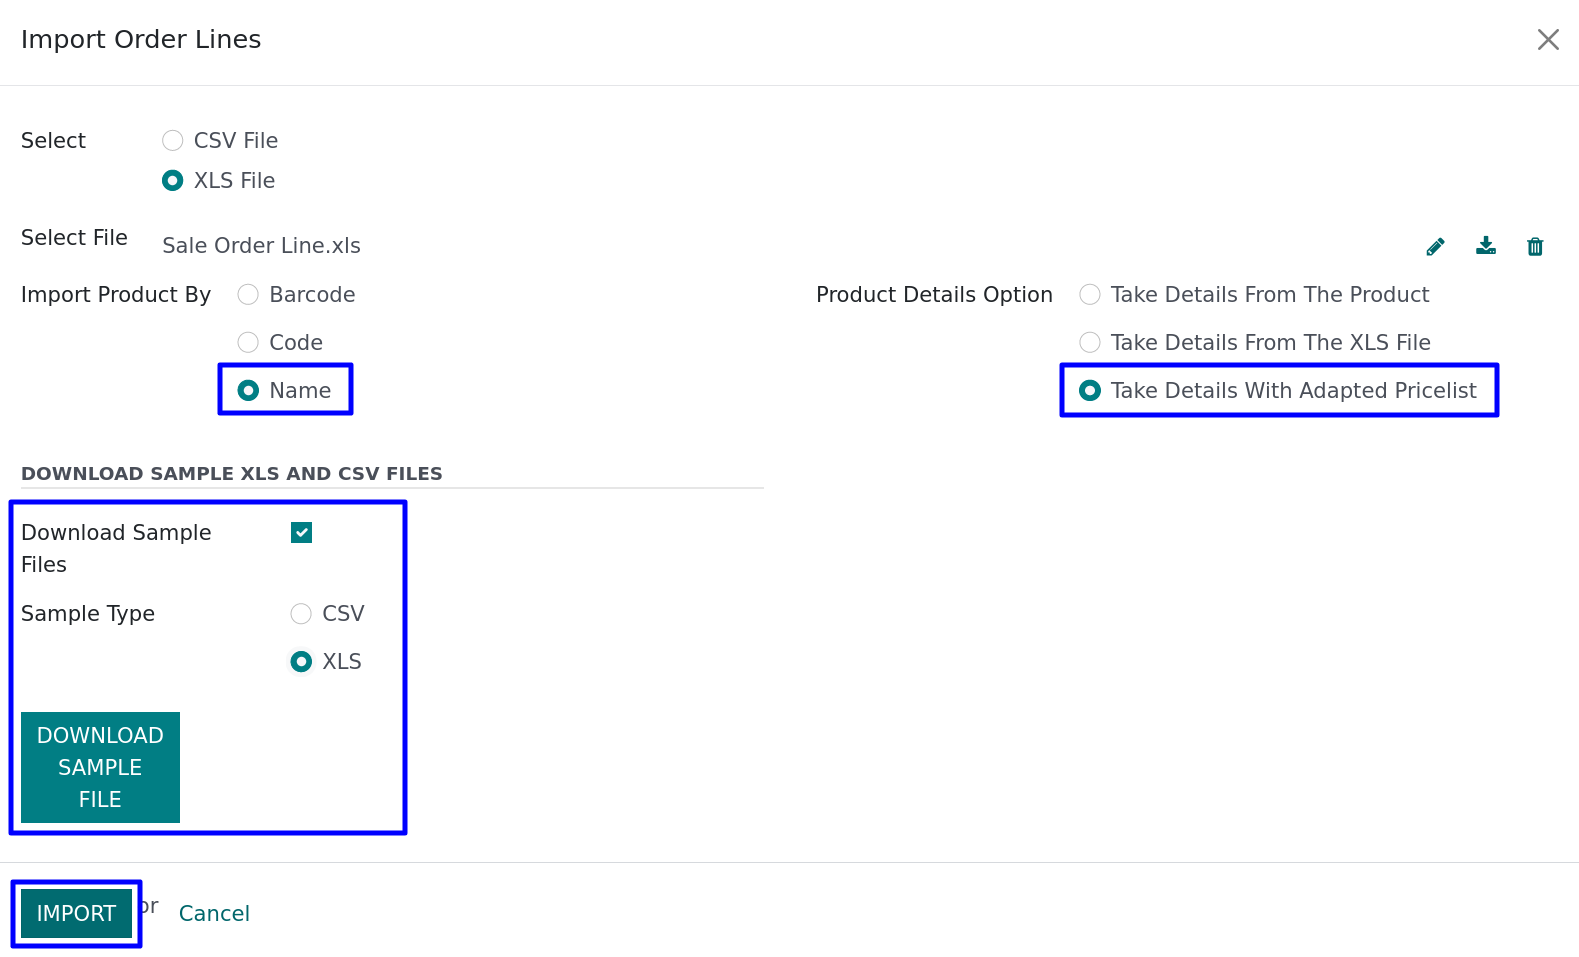 Import Order Lines
Select
CSV File
XLS File
Select File
Sale Order Line.xls
Import Product By
Barcode
Code
Name
Product Details Option
Take Details From The Product
Take Details From The XLS File
Take Details With Adapted Pricelist
DOWNLOAD SAMPLE XLS AND CSV FILES
Download Sample
Files
Sample Type
CSV
XLS
DOWNLOAD
SAMPLE
FILE
IMPORT
or
Cancel